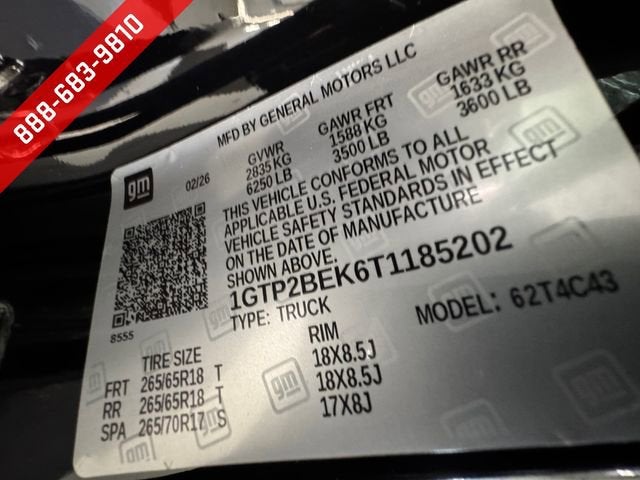 888-683-9810
MFD BY GENERAL MOTORS LLC
gm
02/26
GVWR GAWR FRT GAWR RR
2835 KG 1588 KG 1633 KG
6250 LB 3500 LB 3600 LB
THIS VEHICLE CONFORMS TO ALL
APPLICABLE U.S. FEDERAL MOTOR
VEHICLE SAFETY STANDARDS IN EFFECT
ON THE DATE OF MANUFACTURE
SHOWN ABOVE.
1GTP2BEK6T1185202
8555
TYPE: TRUCK MODEL: 62T4C43
TIRE SIZE RIM
FRT 265/65R18 T 18X8.5J
RR 265/65R18 T 18X8.5J
SPA 265/70R17 S 17X8J